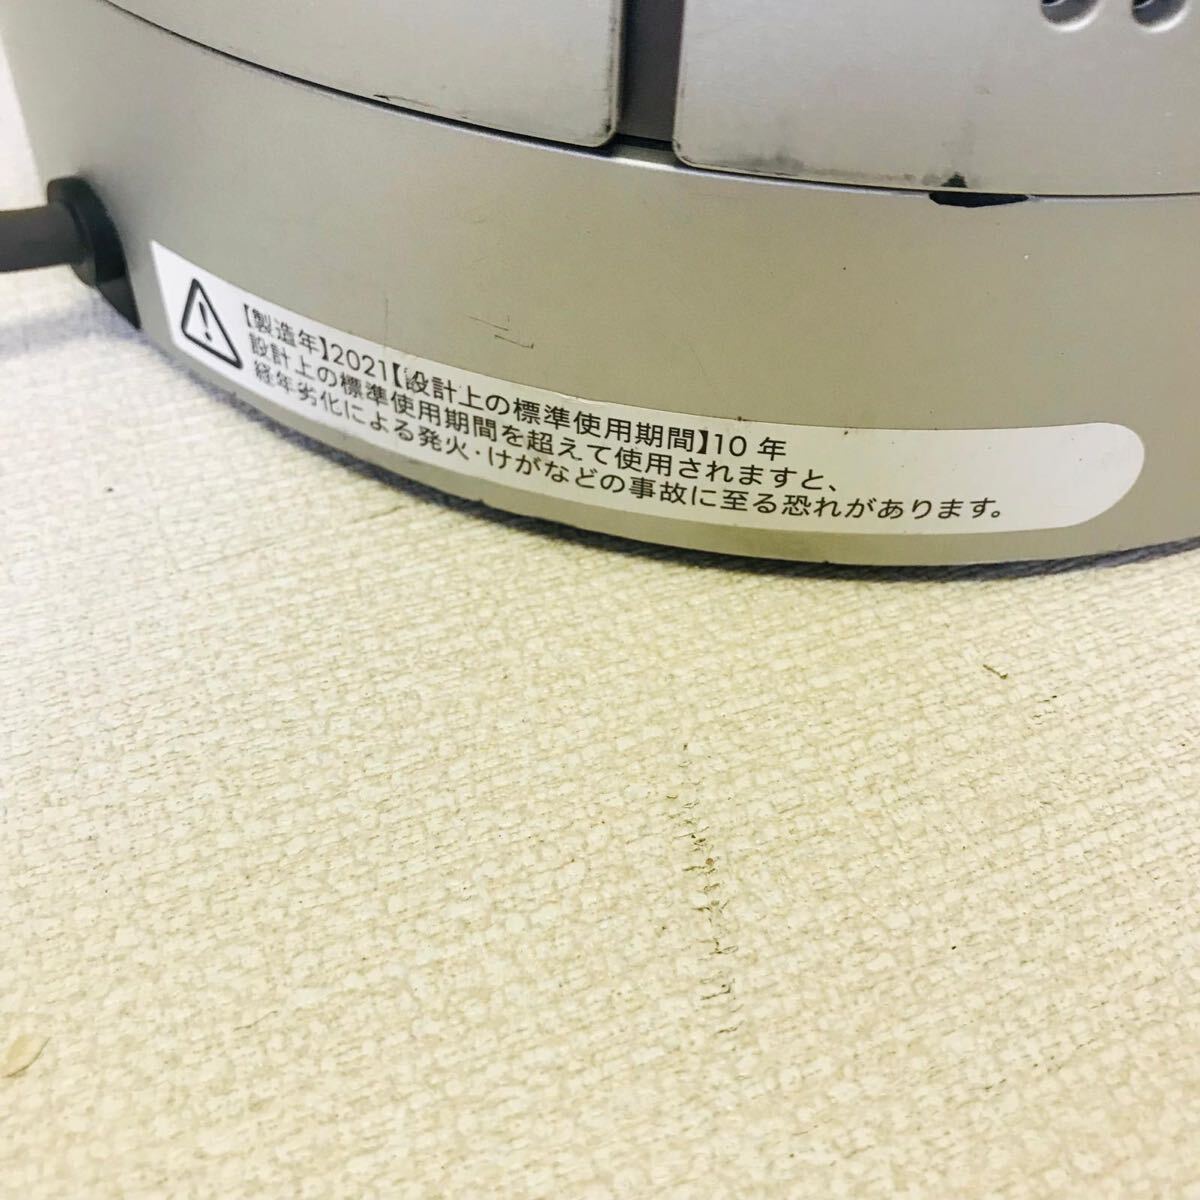 【製造年】2021【設計上の標準使用期間】10 年
設計上の標準使用期間を超えて使用されますと、
経年劣化による発火・けがなどの事故に至る恐れがあります。